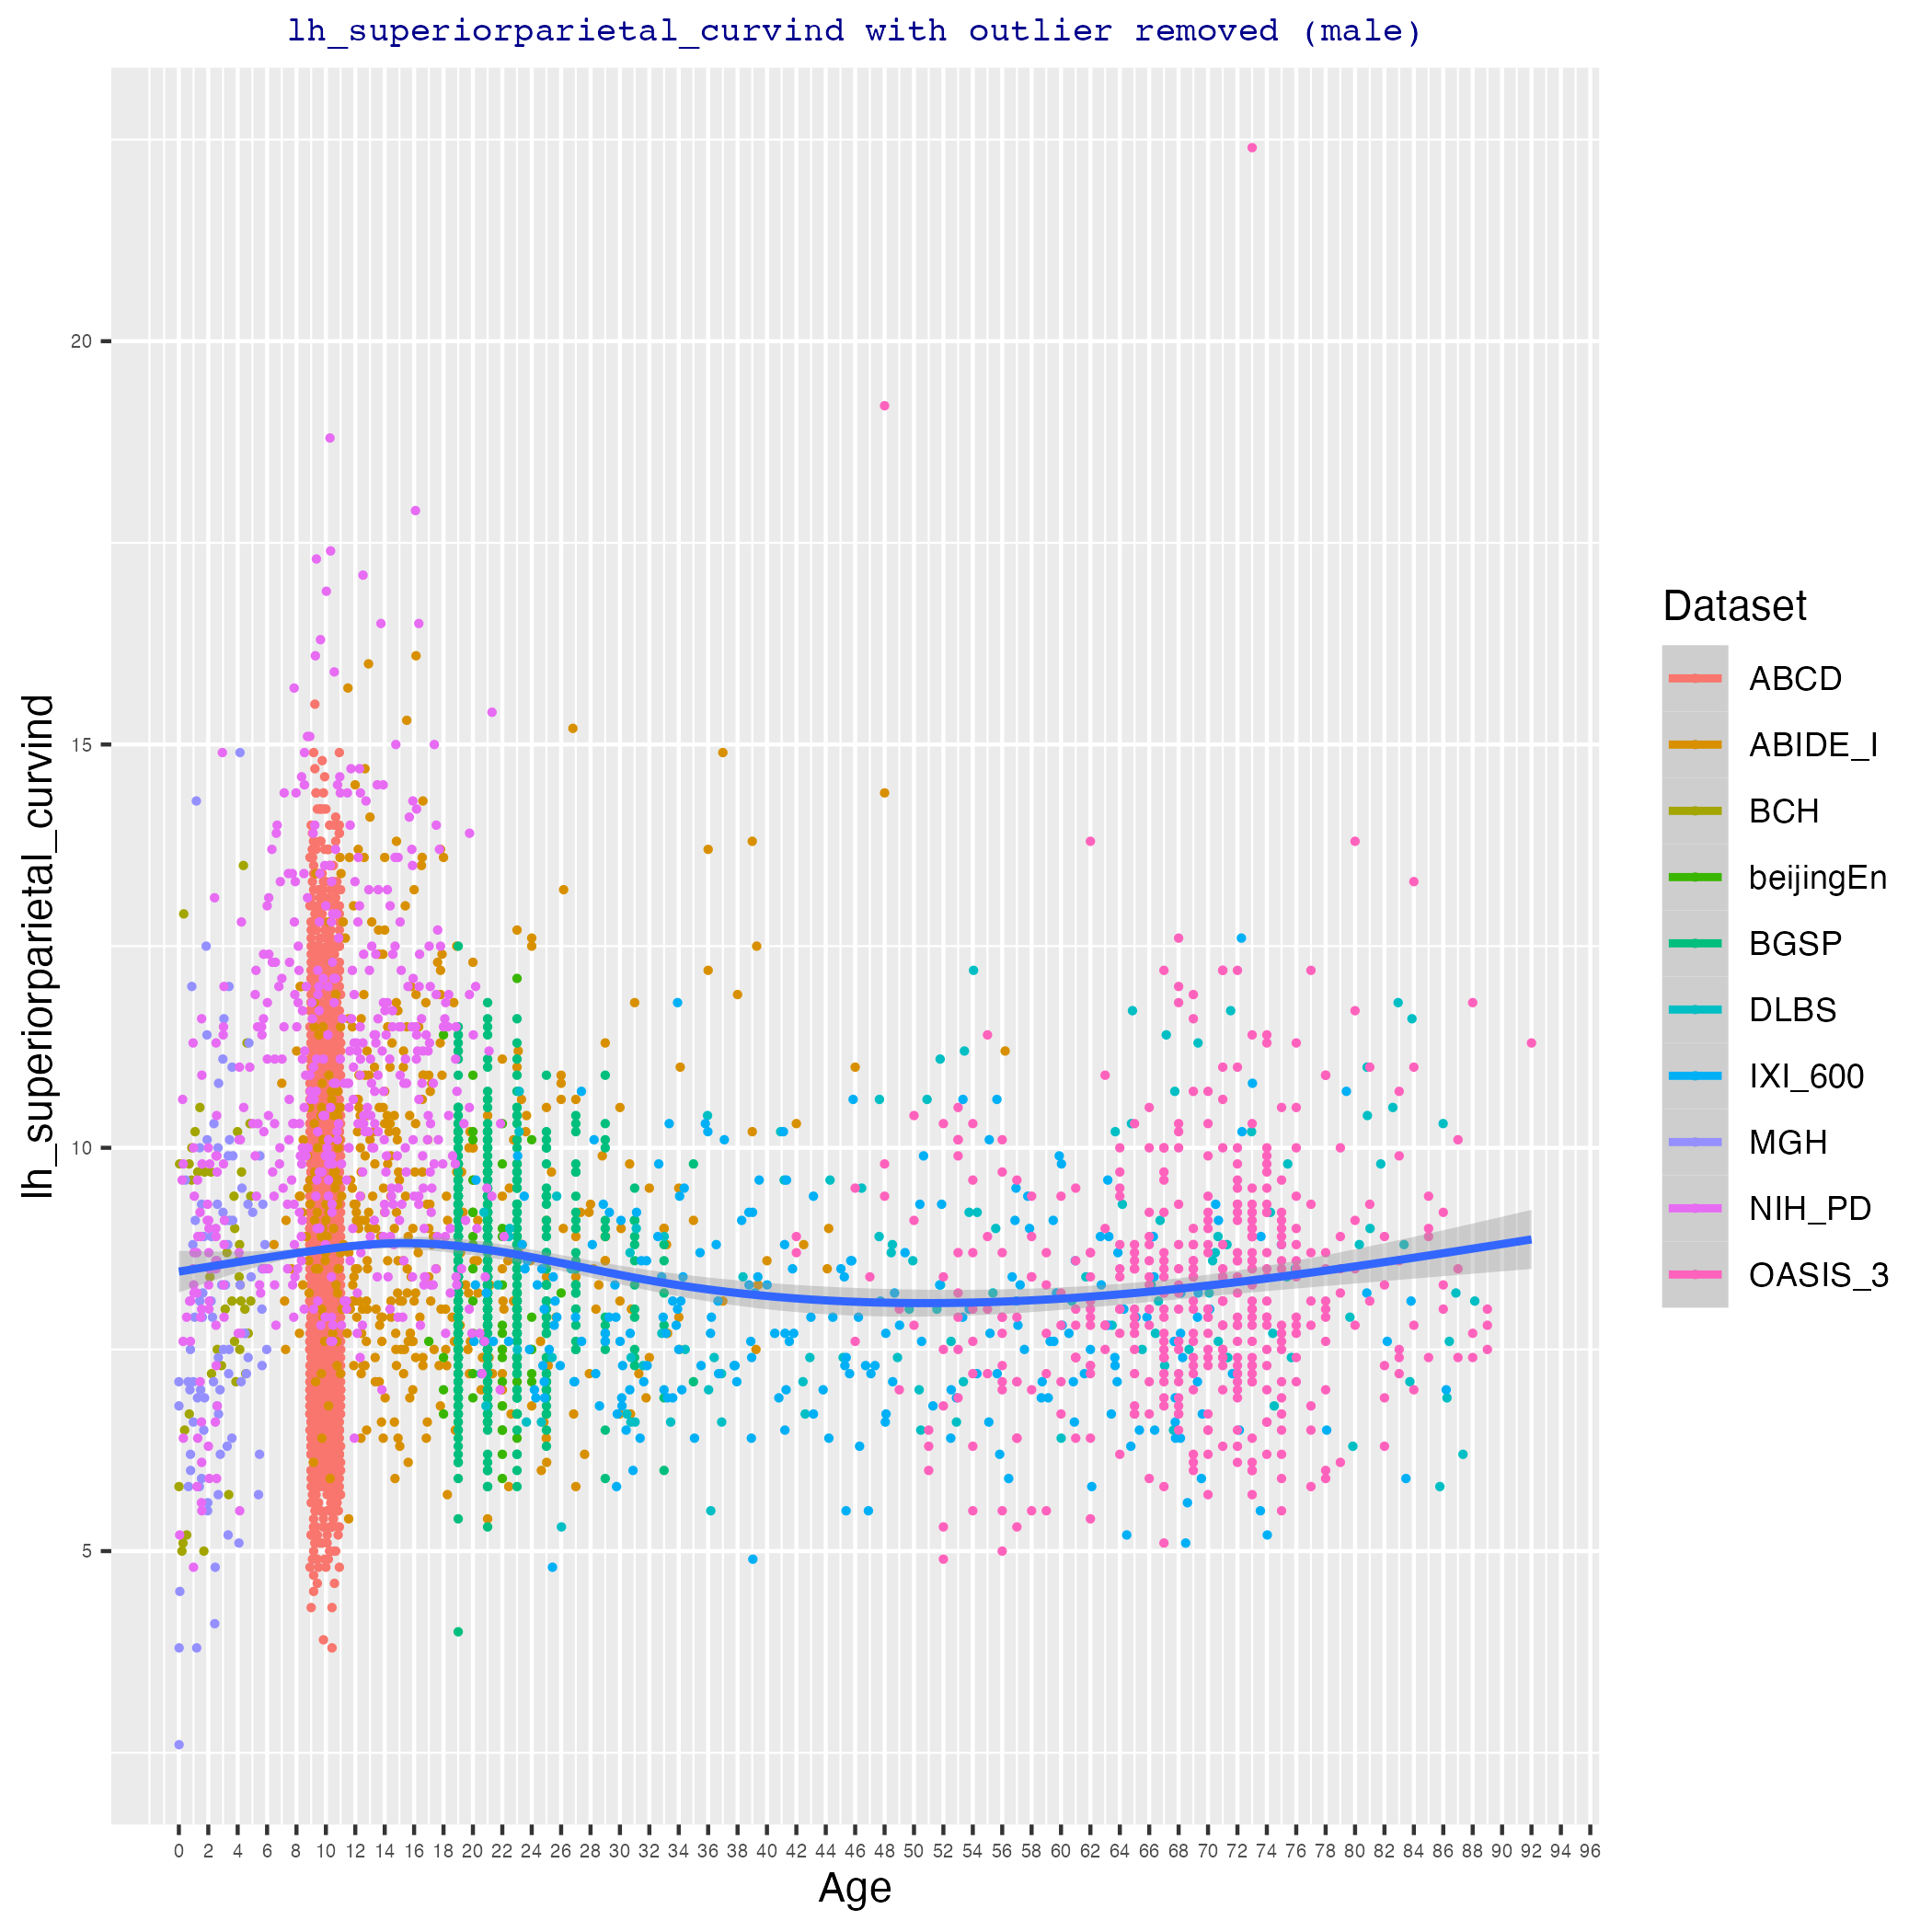 lh_superiorparietal_curvind with outlier removed (male)
lh_superiorparietal_curvind
20
15
10
5
0 2 4 6 8 10 12 14 16 18 20 22 24 26 28 30 32 34 36 38 40 42 44 46 48 50 52 54 56 58 60 62 64 66 68 70 72 74 76 78 80 82 84 86 88 90 92 94 96
Age
Dataset
ABCD
ABIDE_I
BCH
beijingEn
BGSP
DLBS
IXI_600
MGH
NIH_PD
OASIS_3